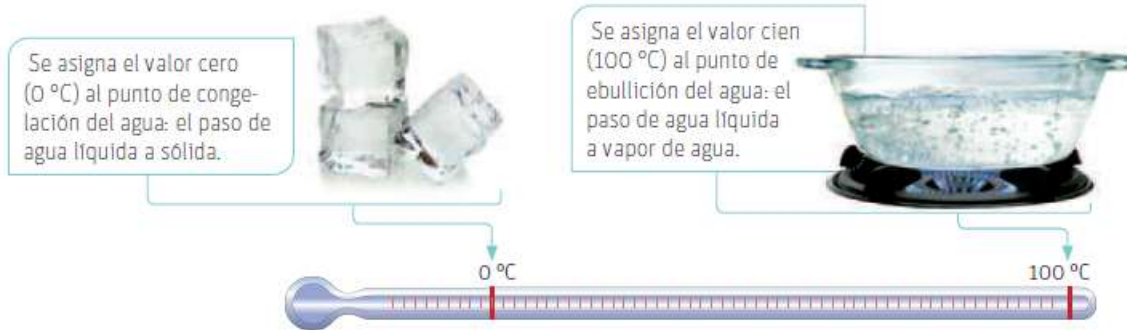 Se asigna el valor cero
(0 °C) al punto de conge-
lación del agua: el paso de
agua líquida a sólida.
Se asigna el valor cien
(100 °C) al punto de
ebullición del agua: el
paso de agua líquida
a vapor de agua.
0 °C
100 °C